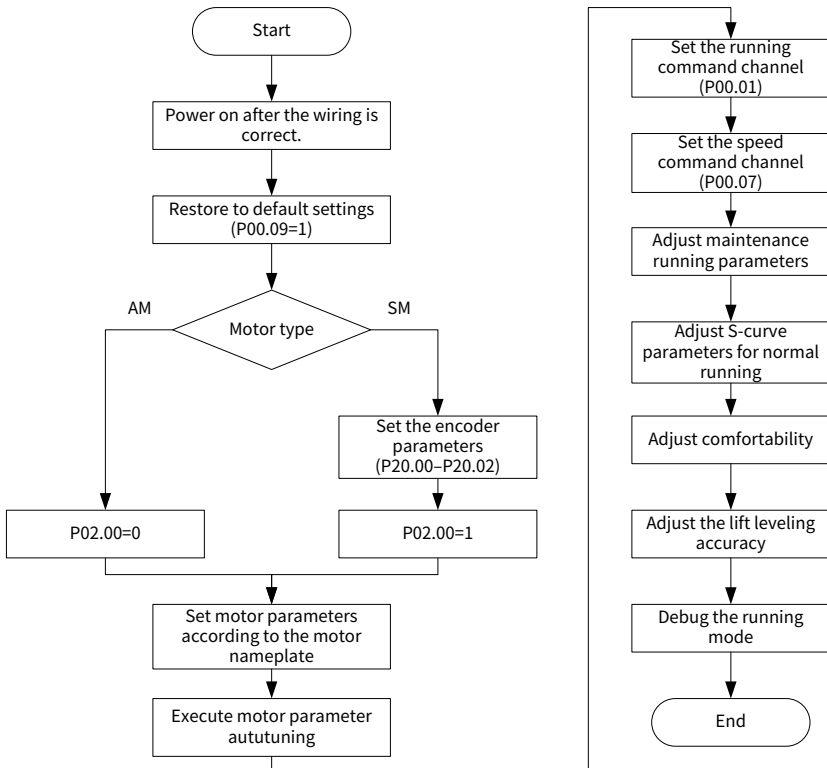 Start
Power on after the wiring is
correct.
Restore to default settings
(P00.09=1)
AM
Motor type
SM
Set the encoder
parameters
(P20.00–P20.02)
P02.00=0
P02.00=1
Set motor parameters
according to the motor
nameplate
Execute motor parameter
aututuning
Set the running
command channel
(P00.01)
Set the speed
command channel
(P00.07)
Adjust maintenance
running parameters
Adjust S-curve
parameters for normal
running
Adjust comfortability
Adjust the lift leveling
accuracy
Debug the running
mode
End